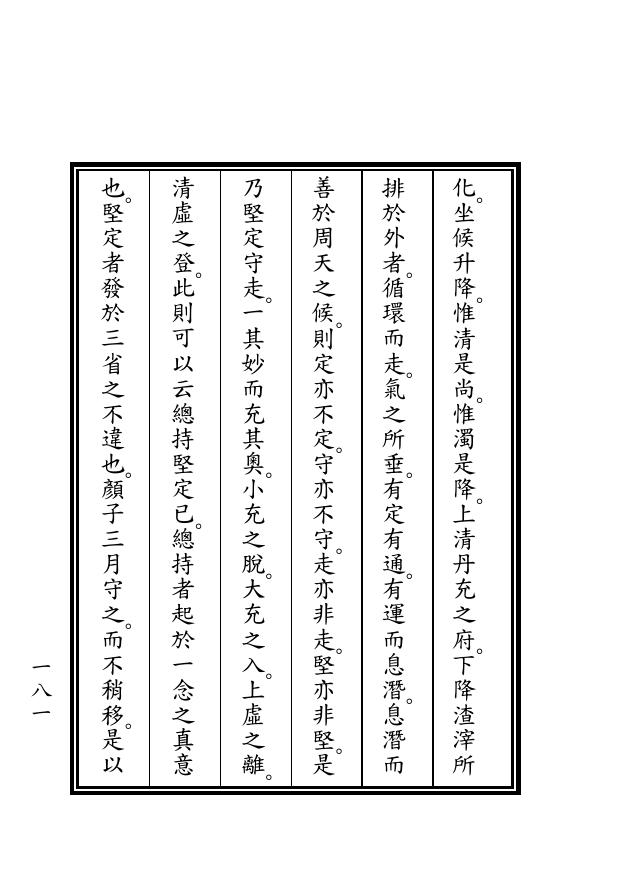 化。坐候升降。惟清是尚。惟濁是降。上清丹充之府。下降渣滓所
排於外者。循環而走。氣之所垂。有定有通。有運而息潛。息潛而
善於周天之候。則定亦不定。守亦不守。走亦非走。堅亦非堅。是
乃堅定守走。一其妙而充其奧。小充之脫。大充之入。上虛之離。
清虛之登。此則可以云總持堅定已。總持者起於一念之真意
也。堅定者發於三省之不違也。顏子三月守之。而不稍移。是以
一八一